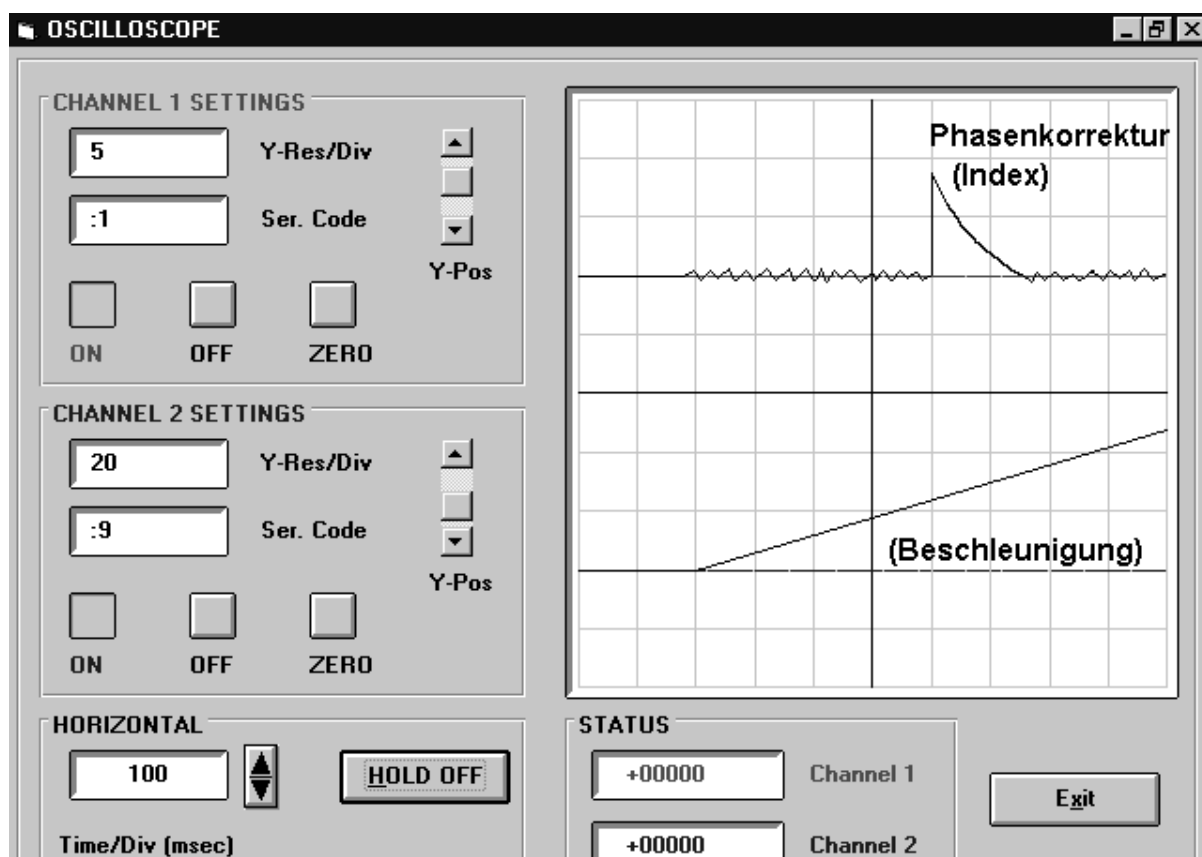 OSCILLOSCOPE
CHANNEL 1 SETTINGS
5 Y-Res/Div
:1 Ser. Code
Y-Pos
ON OFF ZERO
CHANNEL 2 SETTINGS
20 Y-Res/Div
:9 Ser. Code
Y-Pos
ON OFF ZERO
HORIZONTAL
100 HOLD OFF
Time/Div (msec)
Phasenkorrektur
(Index)
(Beschleunigung)
STATUS
+00000 Channel 1
+00000 Channel 2
Exit